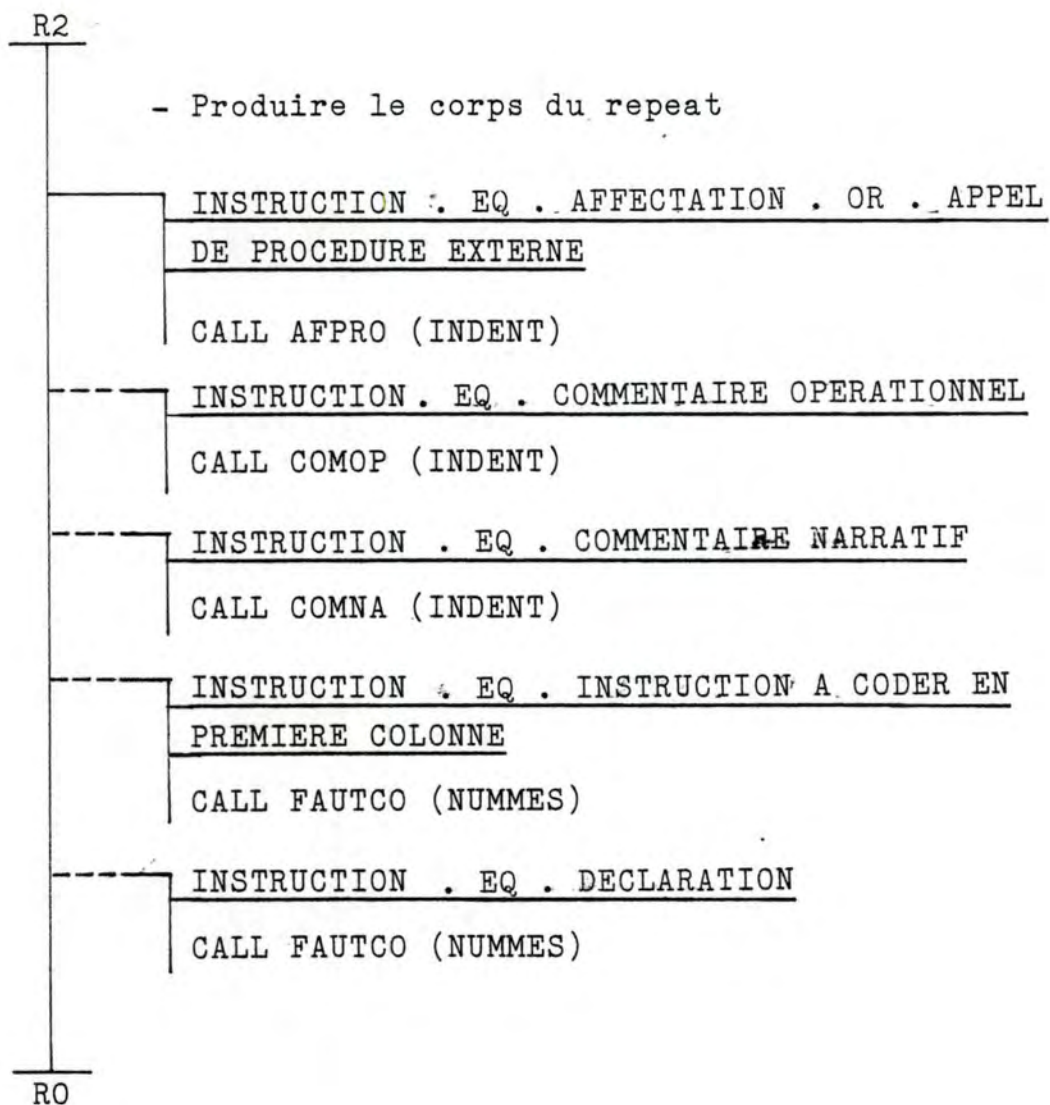 R2
- Produire le corps du repeat
INSTRUCTION . EQ . AFFECTATION . OR . APPEL
DE PROCEDURE EXTERNE
CALL AFPRO (INDENT)
INSTRUCTION . EQ . COMMENTAIRE OPERATIONNEL
CALL COMOP (INDENT)
INSTRUCTION . EQ . COMMENTAIRE NARRATIF
CALL COMNA (INDENT)
INSTRUCTION . EQ . INSTRUCTION A CODER EN
PREMIERE COLONNE
CALL FAUTCO (NUMMES)
INSTRUCTION . EQ . DECLARATION
CALL FAUTCO (NUMMES)
RO